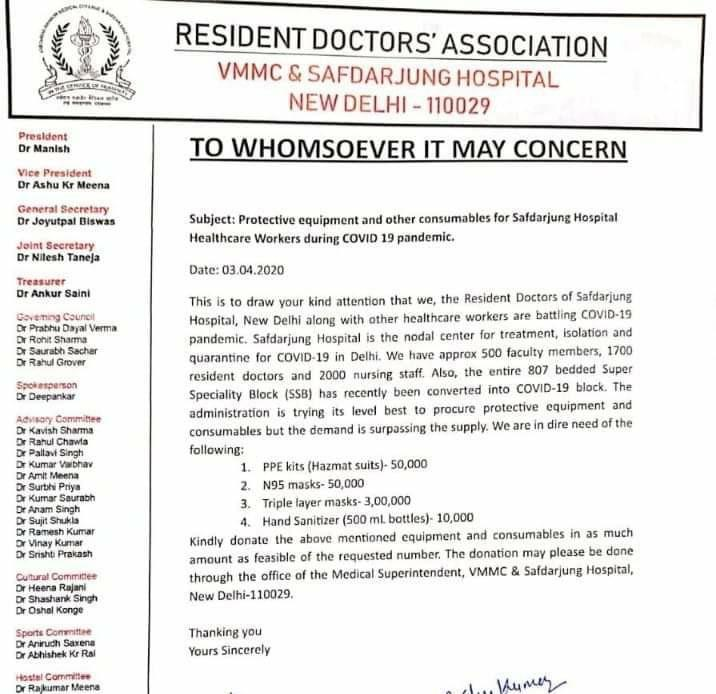 RESIDENT DOCTORS' ASSOCIATION
VMMC & SAFDARJUNG HOSPITAL
NEW DELHI - 110029
President
Dr Manish
Vice President
Dr Ashu Kr Meena
General Secretary
Dr Joyutpal Biswas
Joint Secretary
Dr Nilesh Taneja
Treasurer
Dr Ankur Saini
Governing Council
Dr Prabhu Dayal Verma
Dr Rohit Sharma
Dr Saurabh Sachar
Dr Rahul Grover
Spokesperson
Dr Deepankar
Advisory Committee
Dr Kavish Sharma
Dr Rahul Chawla
Dr Pallavi Singh
Dr Kumar Vaibhav
Dr Amit Meena
Dr Surbhi Priya
Dr Kumar Saurabh
Dr Anam Singh
Dr Sujit Shukla
Dr Ramesh Kumar
Dr Vinay Kumar
Dr Srishti Prakash
Cultural Committee
Dr Heena Rajani
Dr Shashank Singh
Dr Oshal Konge
Sports Committee
Dr Anirudh Saxena
Dr Abhishek Kr Rai
Hostel Committee
Dr Rajkumar Meena
TO WHOMSOEVER IT MAY CONCERN
Subject: Protective equipment and other consumables for Safdarjung Hospital
Healthcare Workers during COVID 19 pandemic.
Date: 03.04.2020
This is to draw your kind attention that we, the Resident Doctors of Safdarjung
Hospital, New Delhi along with other healthcare workers are battling COVID-19
pandemic. Safdarjung Hospital is the nodal center for treatment, isolation and
quarantine for COVID-19 in Delhi. We have approx 500 faculty members, 1700
resident doctors and 2000 nursing staff. Also, the entire 807 bedded Super
Speciality Block (SSB) has recently been converted into COVID-19 block. The
administration is trying its level best to procure protective equipment and
consumables but the demand is surpassing the supply. We are in dire need of the
following:
1. PPE kits (Hazmat suits)- 50,000
2. N95 masks- 50,000
3. Triple layer masks- 3,00,000
4. Hand Sanitizer (500 mL bottles)- 10,000
Kindly donate the above mentioned equipment and consumables in as much
amount as feasible of the requested number. The donation may please be done
through the office of the Medical Superintendent, VMMC & Safdarjung Hospital,
New Delhi-110029.
Thanking you
Yours Sincerely